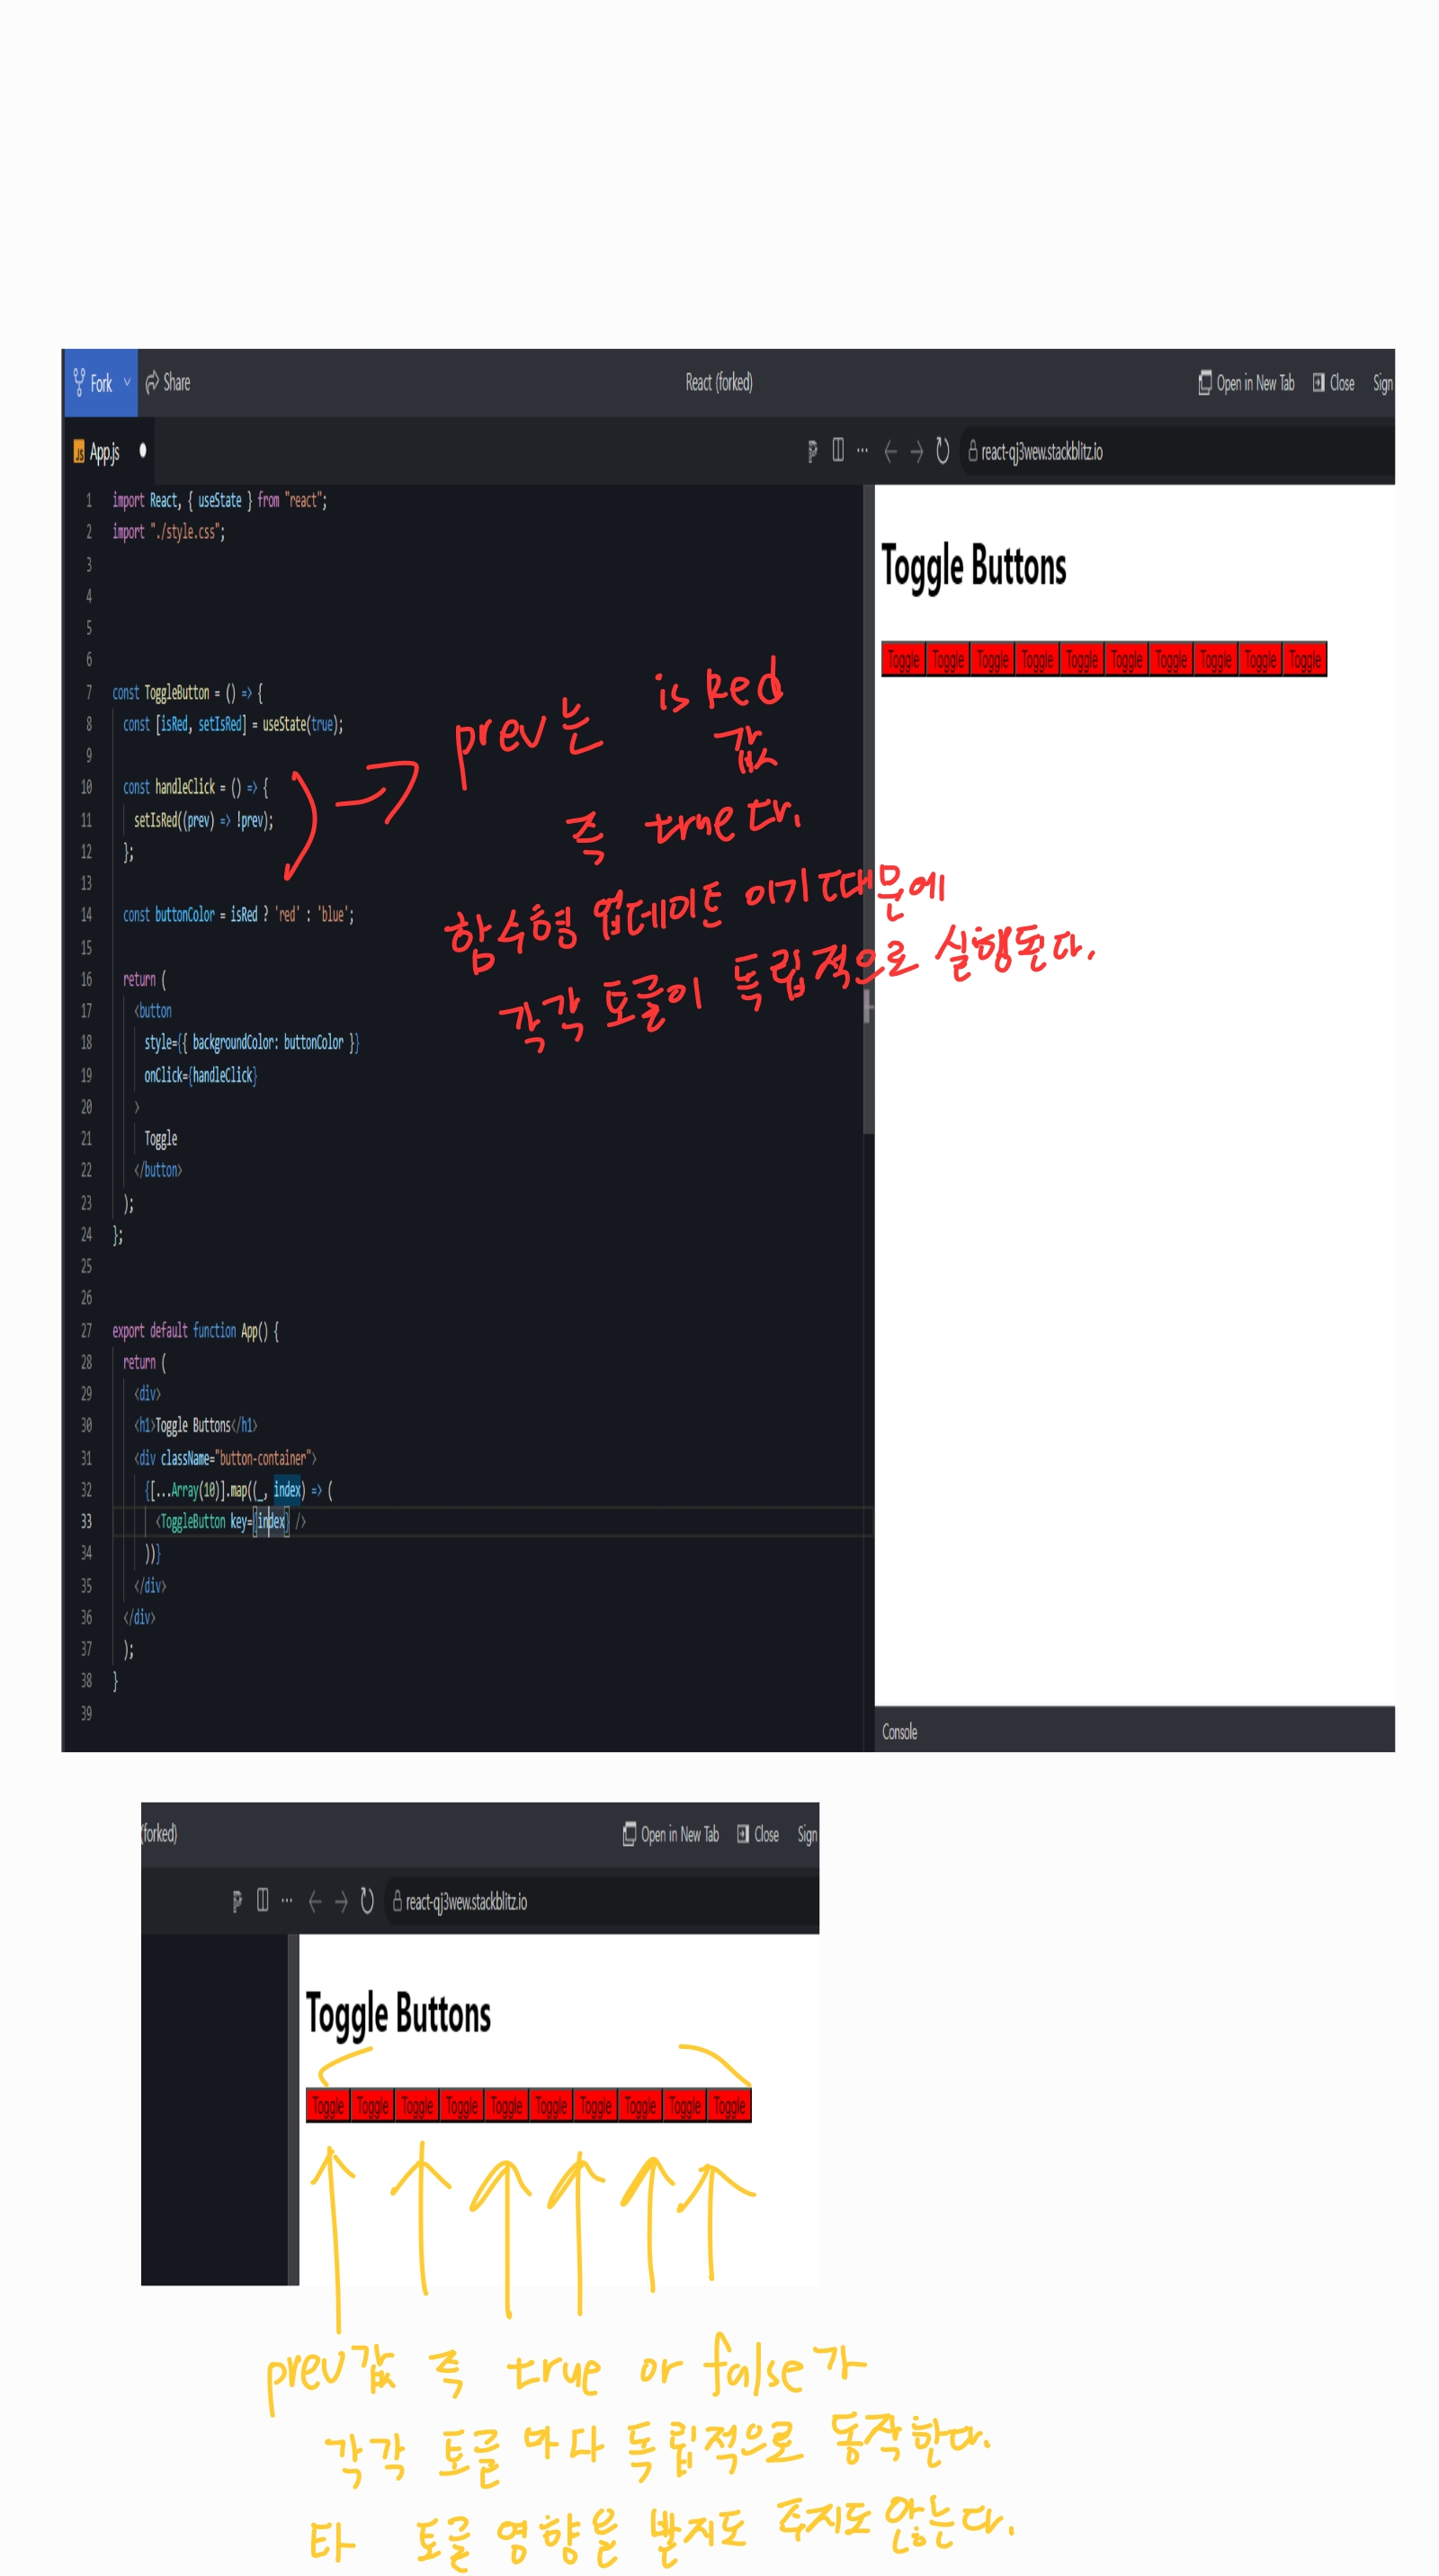 Fork
Share
React (forked)
Open in New Tab
Close
Sign
JS App.js
react-qj3wew.stackblitz.io
1 import React, { useState } from "react";
2 import "./style.css";
3
4
5
6
7 const ToggleButton = () => {
8 const [isRed, setIsRed] = useState(true);
9
10 const handleClick = () => {
11 setIsRed((prev) => !prev);
12 };
13
14 const buttonColor = isRed ? 'red' : 'blue';
15
16 return (
17 <button
18 style={{ backgroundColor: buttonColor }}
19 onClick={handleClick}
20 >
21 Toggle
22 </button>
23 );
24 };
25
26
27 export default function App() {
28 return (
29 <div>
30 <h1>Toggle Buttons</h1>
31 <div className="button-container">
32 {[...Array(10)].map((_, index) => (
33 <ToggleButton key={index} />
34 ))}
35 </div>
36 </div>
37 );
38 }
39
prev는 is Red
값
즉 true다.
함수형 업데이트 이기때문에
각각 토글이 독립적으로 실행된다.
Toggle Buttons
Toggle Toggle Toggle Toggle Toggle Toggle Toggle Toggle Toggle Toggle
Console
(forked)
Open in New Tab
Close
Sign
react-qj3wew.stackblitz.io
Toggle Buttons
Toggle Toggle Toggle Toggle Toggle Toggle Toggle Toggle Toggle Toggle
prev값 즉 true or false가
각각 토글 마다 독립적으로 동작한다.
타 토글 영향을 받지도 주지도 않는다.